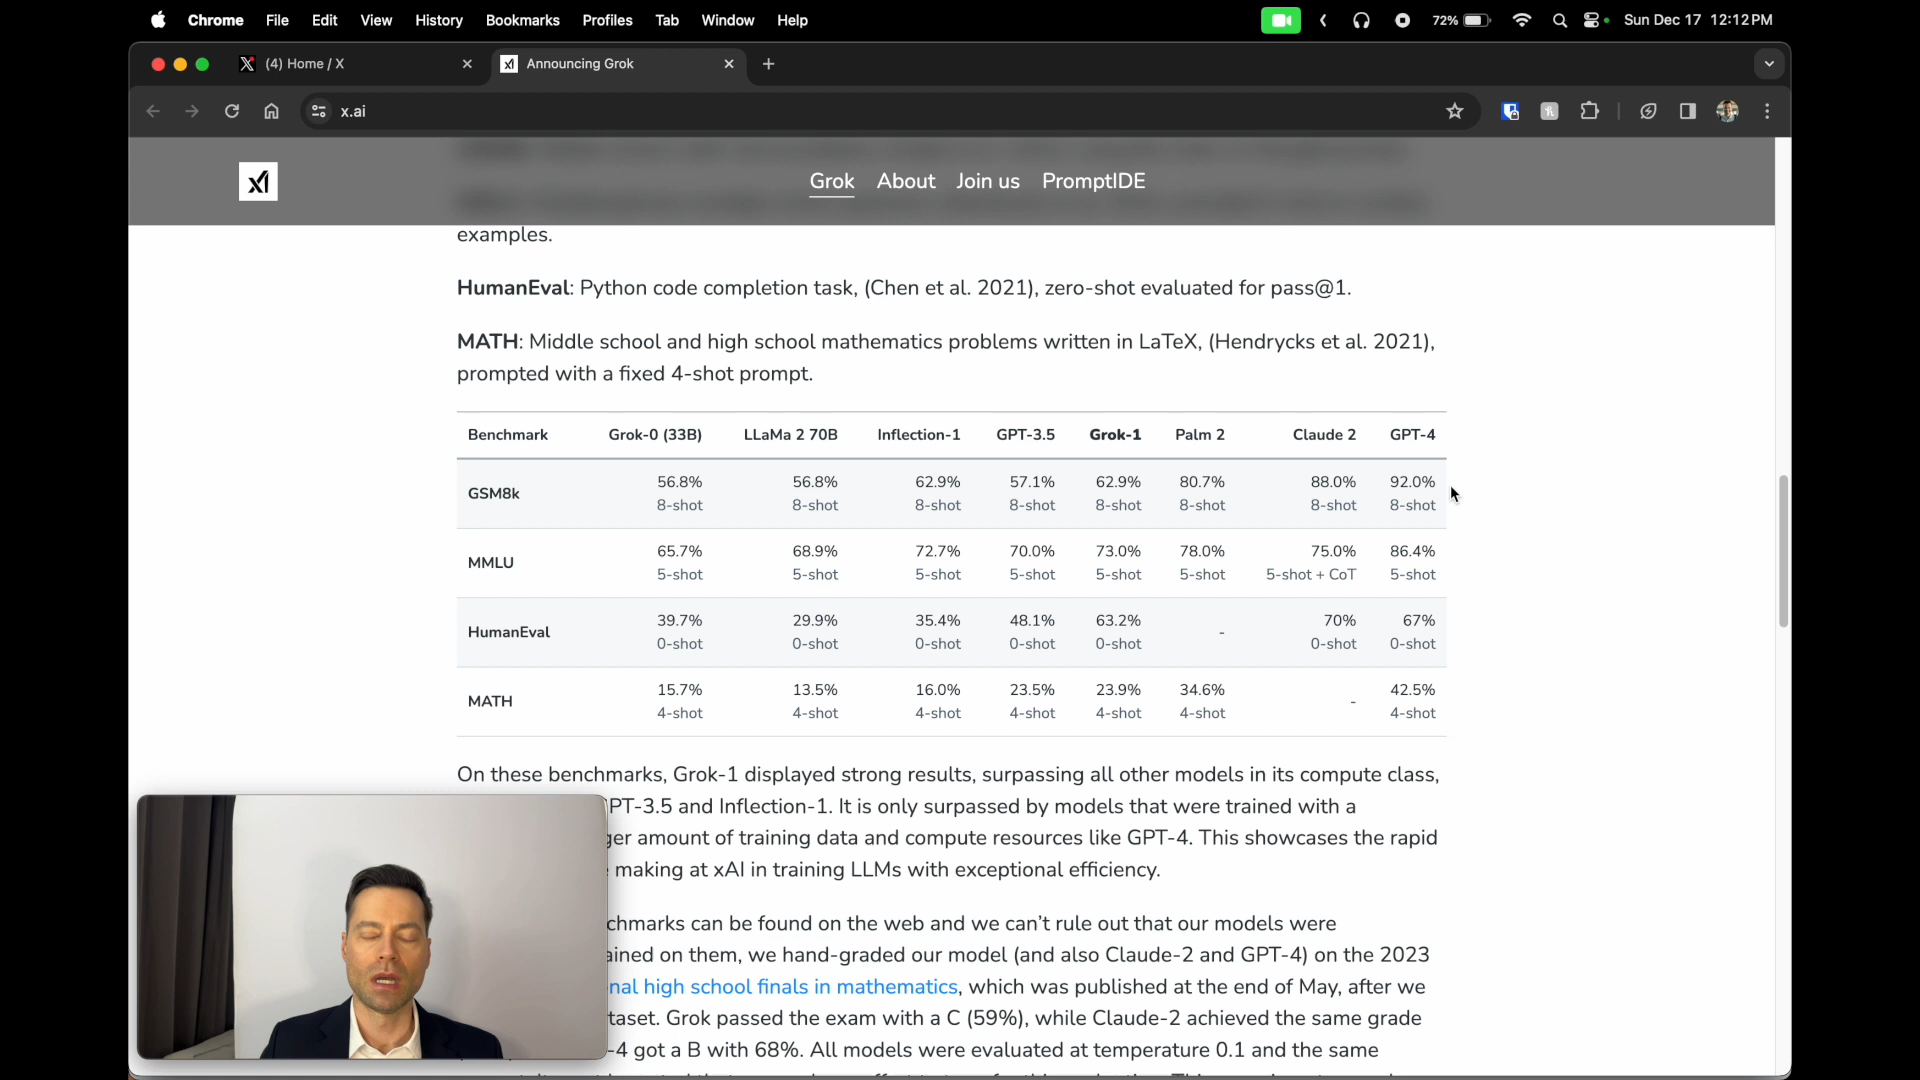 Chrome File Edit View History Bookmarks Profiles Tab Window Help 72% Sun Dec 17 12:12 PM
(4) Home / X Announcing Grok
x.ai
Grok About Join us PromptIDE
examples.
HumanEval: Python code completion task, (Chen et al. 2021), zero-shot evaluated for pass@1.
MATH: Middle school and high school mathematics problems written in LaTeX, (Hendrycks et al. 2021),
prompted with a fixed 4-shot prompt.
Benchmark Grok-0 (33B) LLaMa 2 70B Inflection-1 GPT-3.5 Grok-1 Palm 2 Claude 2 GPT-4
GSM8k 56.8% 56.8% 62.9% 57.1% 62.9% 80.7% 88.0% 92.0%
8-shot 8-shot 8-shot 8-shot 8-shot 8-shot 8-shot 8-shot
MMLU 65.7% 68.9% 72.7% 70.0% 73.0% 78.0% 75.0% 86.4%
5-shot 5-shot 5-shot 5-shot 5-shot 5-shot 5-shot + CoT 5-shot
HumanEval 39.7% 29.9% 35.4% 48.1% 63.2% - 70% 67%
0-shot 0-shot 0-shot 0-shot 0-shot 0-shot 0-shot
MATH 15.7% 13.5% 16.0% 23.5% 23.9% 34.6% - 42.5%
4-shot 4-shot 4-shot 4-shot 4-shot 4-shot 4-shot
On these benchmarks, Grok-1 displayed strong results, surpassing all other models in its compute class,
PT-3.5 and Inflection-1. It is only surpassed by models that were trained with a
ger amount of training data and compute resources like GPT-4. This showcases the rapid
making at xAI in training LLMs with exceptional efficiency.
chmarks can be found on the web and we can’t rule out that our models were
ained on them, we hand-graded our model (and also Claude-2 and GPT-4) on the 2023
nal high school finals in mathematics, which was published at the end of May, after we
taset. Grok passed the exam with a C (59%), while Claude-2 achieved the same grade
-4 got a B with 68%. All models were evaluated at temperature 0.1 and the same